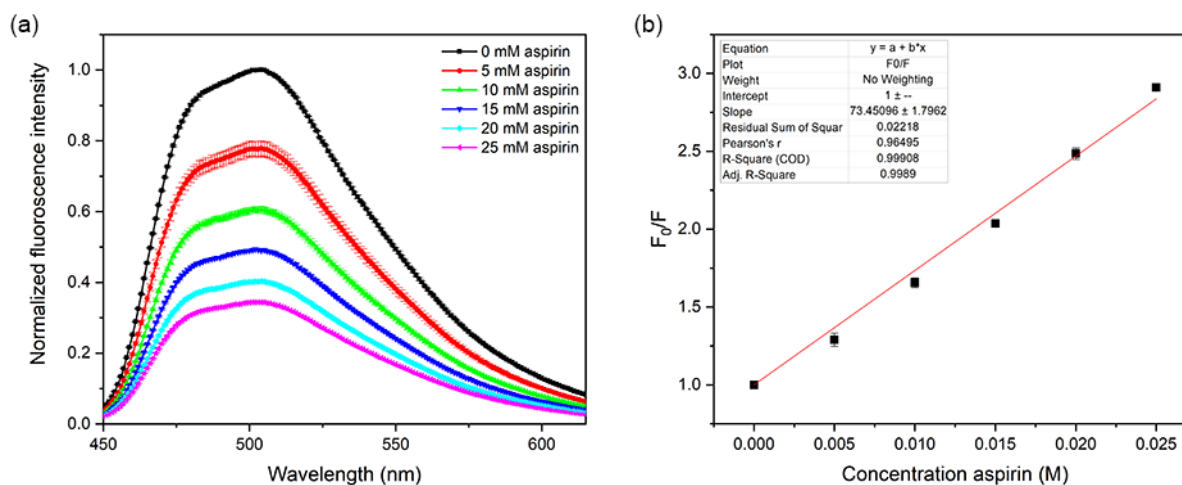 (a)
Normalized fluoroscence intensity
1.0
0.8
0.6
0.4
0.2
0.0
0 mM aspirin
5 mM aspirin
10 mM aspirin
15 mM aspirin
20 mM aspirin
25 mM aspirin
450 500 550 600
Wavelength (nm)
(b)
F₀/F
3.0
2.5
2.0
1.5
1.0
Equation y = a + b*x
Plot F0/F
Weight No Weighting
Intercept 1 ± --
Slope 73.45096 ± 1.7962
Residual Sum of Squar 0.02218
Pearson's r 0.96495
R-Square (COD) 0.99908
Adj. R-Square 0.9989
0.000 0.005 0.010 0.015 0.020 0.025
Concentration aspirin (M)